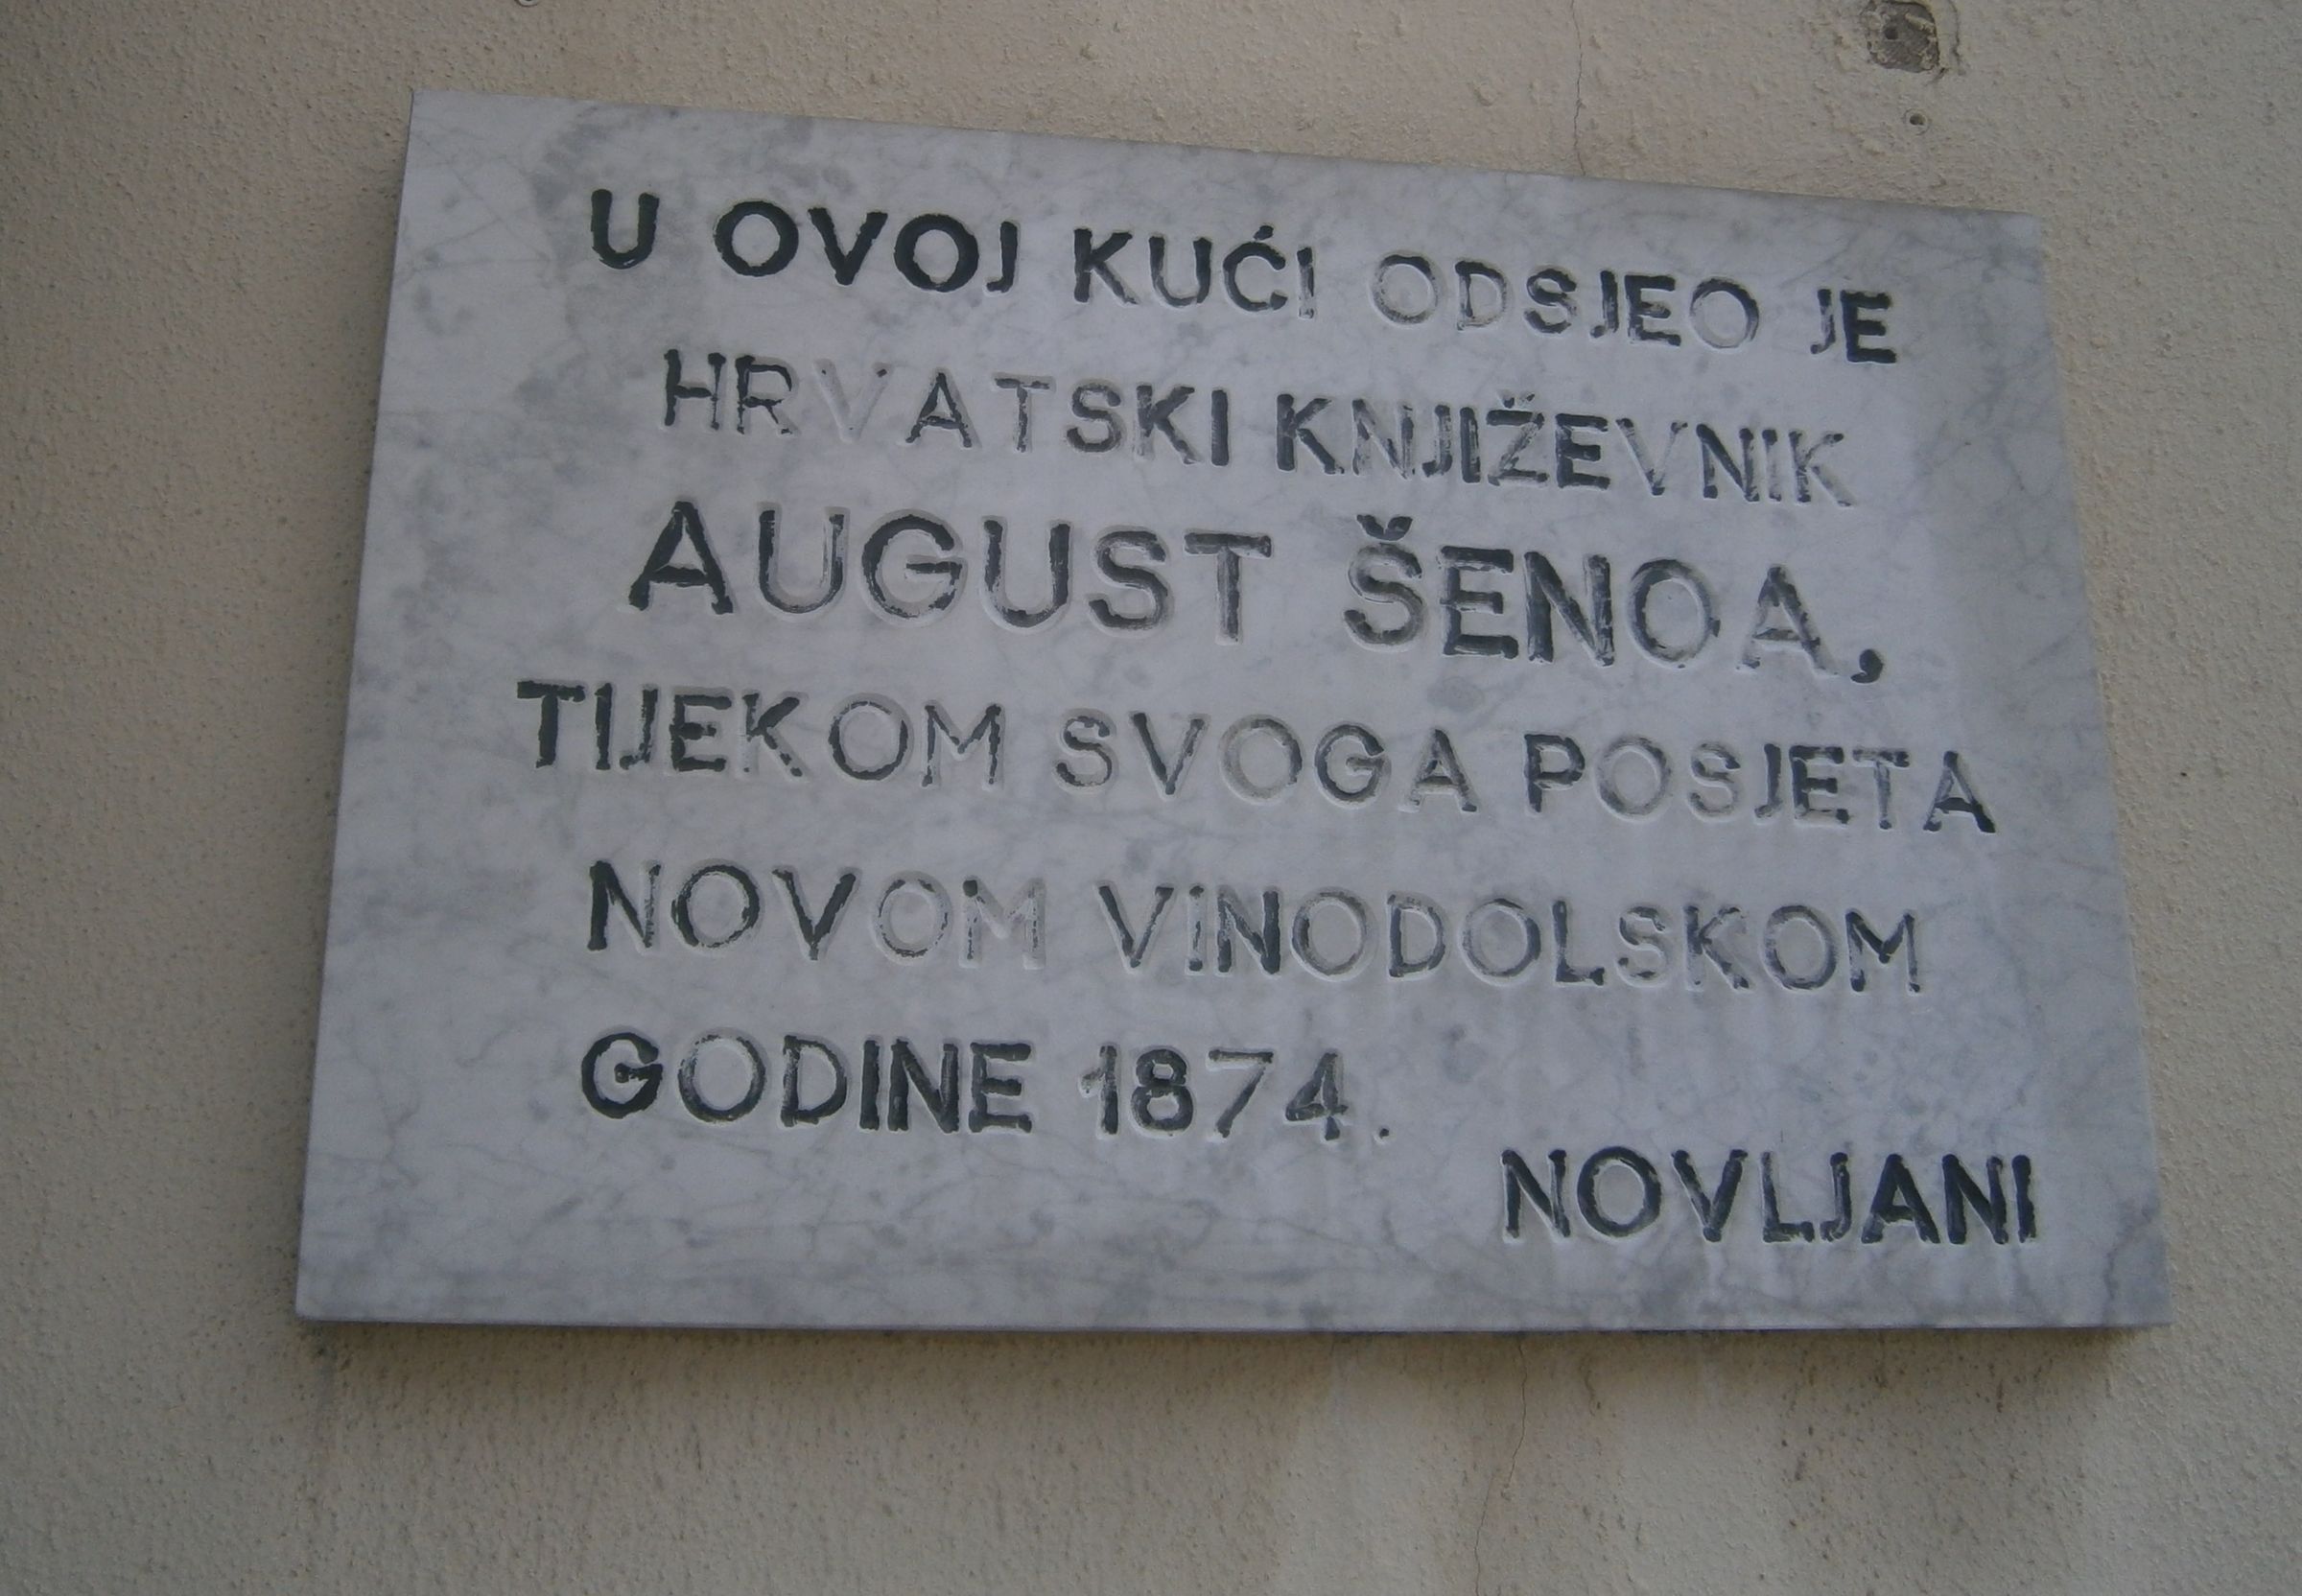 U OVOJ KUĆI ODSJEO JE
HRVATSKI KNJIŽEVNIK
AUGUST ŠENOA,
TIJEKOM SVOGA POSJETA
NOVOM VINODOLSKOM
GODINE 1874.
NOVLJANI